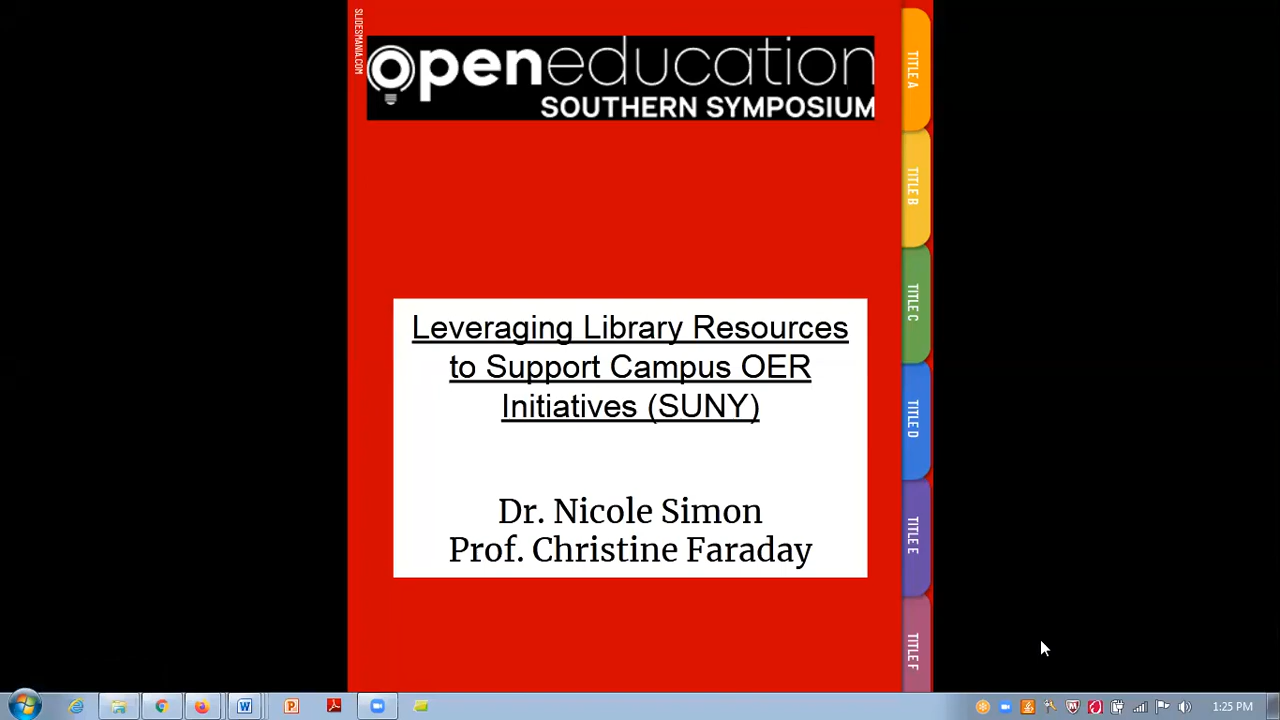 SLIDESMANIA.COM
openeducation
SOUTHERN SYMPOSIUM
Leveraging Library Resources
to Support Campus OER
Initiatives (SUNY)
Dr. Nicole Simon
Prof. Christine Faraday
TITLE A
TITLE B
TITLE C
TITLE D
TITLE E
TITLE F
1:25 PM